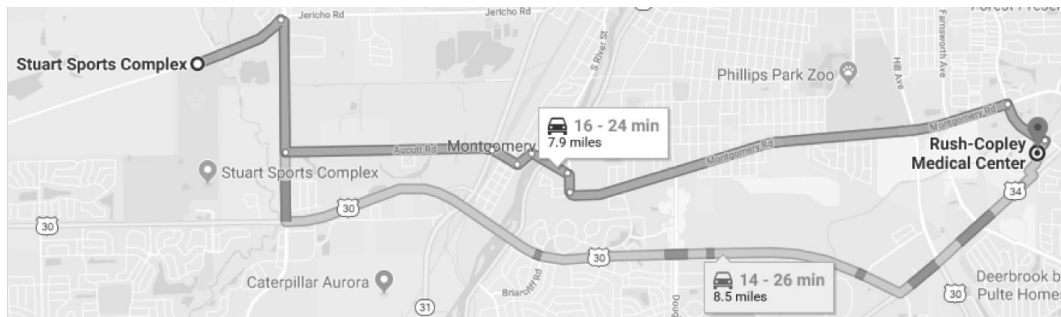 Jericho Rd
Jericho Rd
Stuart Sports Complex
S River St
Hill Ave
Farnsworth Ave
Phillips Park Zoo
16 - 24 min
7.9 miles
Aucutt Rd
Montgomery
Montgomery Rd
Montgomery Rd
Rush-Copley
Medical Center
Stuart Sports Complex
34
30
30
30
Caterpillar Aurora
Briarcliff Rd
14 - 26 min
8.5 miles
Deerbrook b
Pulte Homes
30
31
Doug